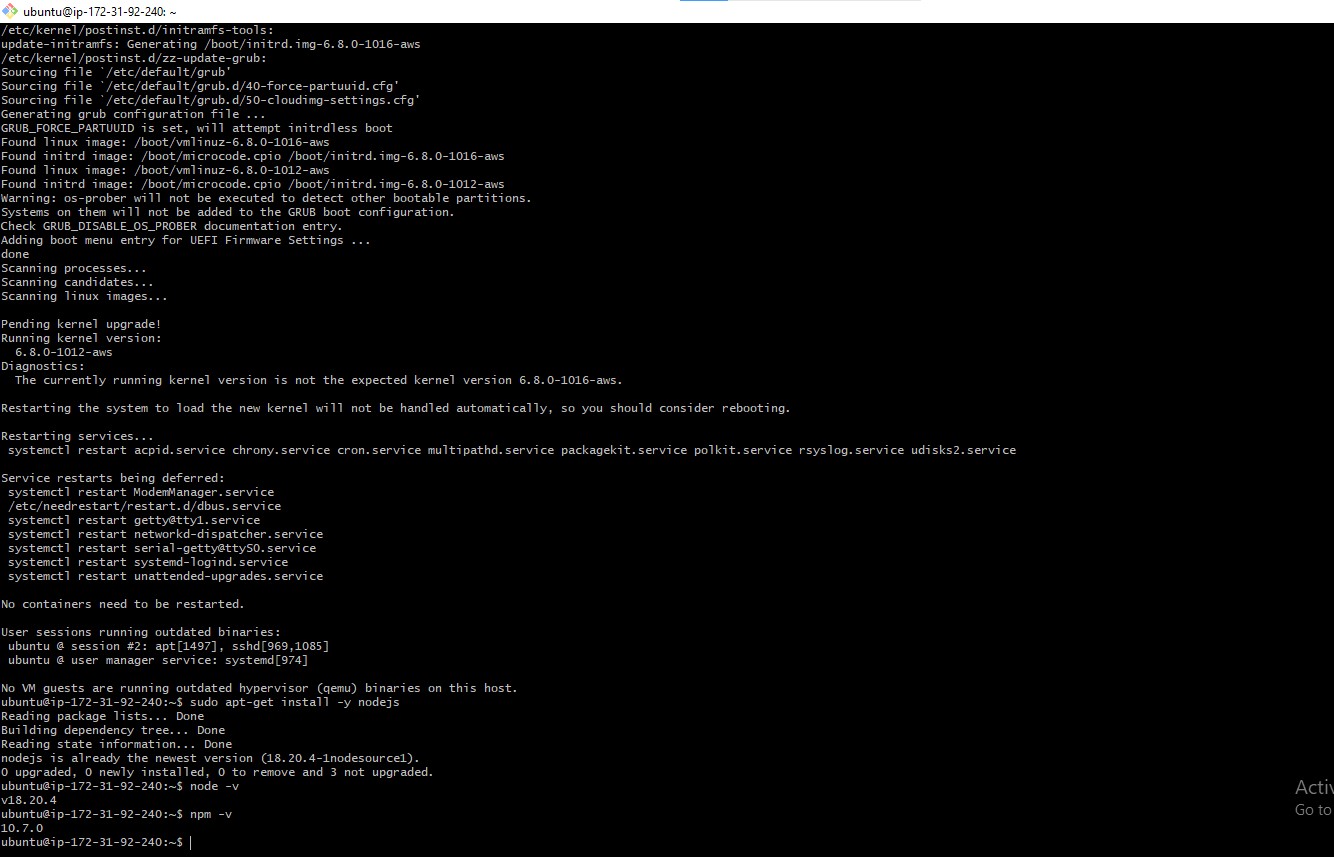 ubuntu@ip-172-31-92-240: ~
/etc/kernel/postinst.d/initramfs-tools:
update-initramfs: Generating /boot/initrd.img-6.8.0-1016-aws
/etc/kernel/postinst.d/zz-update-grub:
Sourcing file `/etc/default/grub'
Sourcing file `/etc/default/grub.d/40-force-partuuid.cfg'
Sourcing file `/etc/default/grub.d/50-cloudimg-settings.cfg'
Generating grub configuration file ...
GRUB_FORCE_PARTUUID is set, will attempt initrdless boot
Found linux image: /boot/vmlinuz-6.8.0-1016-aws
Found initrd image: /boot/microcode.cpio /boot/initrd.img-6.8.0-1016-aws
Found linux image: /boot/vmlinuz-6.8.0-1012-aws
Found initrd image: /boot/microcode.cpio /boot/initrd.img-6.8.0-1012-aws
Warning: os-prober will not be executed to detect other bootable partitions.
Systems on them will not be added to the GRUB boot configuration.
Check GRUB_DISABLE_OS_PROBER documentation entry.
Adding boot menu entry for UEFI Firmware Settings ...
done
Scanning processes...
Scanning candidates...
Scanning linux images...
Pending kernel upgrade!
Running kernel version:
6.8.0-1012-aws
Diagnostics:
The currently running kernel version is not the expected kernel version 6.8.0-1016-aws.
Restarting the system to load the new kernel will not be handled automatically, so you should consider rebooting.
Restarting services...
systemctl restart acpid.service chrony.service cron.service multipathd.service packagekit.service polkit.service rsyslog.service udisks2.service
Service restarts being deferred:
systemctl restart ModemManager.service
/etc/needrestart/restart.d/dbus.service
systemctl restart getty@tty1.service
systemctl restart networkd-dispatcher.service
systemctl restart serial-getty@ttyS0.service
systemctl restart systemd-logind.service
systemctl restart unattended-upgrades.service
No containers need to be restarted.
User sessions running outdated binaries:
ubuntu @ session #2: apt[1497], sshd[969,1085]
ubuntu @ user manager service: systemd[974]
No VM guests are running outdated hypervisor (qemu) binaries on this host.
ubuntu@ip-172-31-92-240:~$ sudo apt-get install -y nodejs
Reading package lists... Done
Building dependency tree... Done
Reading state information... Done
nodejs is already the newest version (18.20.4-1nodesource1).
0 upgraded, 0 newly installed, 0 to remove and 3 not upgraded.
ubuntu@ip-172-31-92-240:~$ node -v
v18.20.4
ubuntu@ip-172-31-92-240:~$ npm -v
10.7.0
ubuntu@ip-172-31-92-240:~$
Activ
Go to